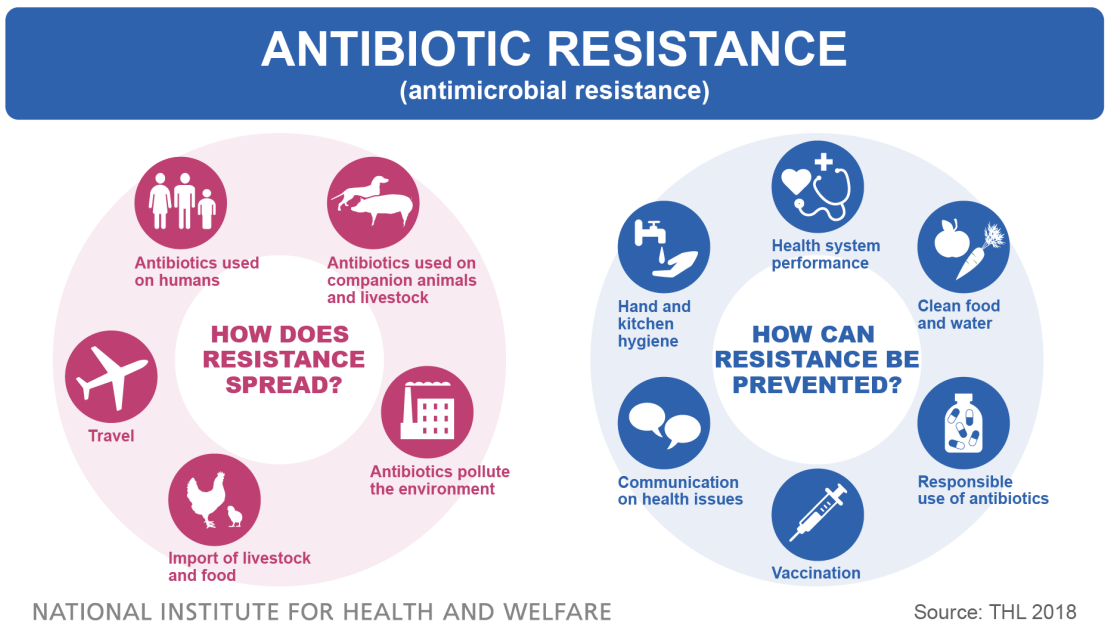 ANTIBIOTIC RESISTANCE
(antimicrobial resistance)
Antibiotics used
on humans
Antibiotics used on
companion animals
and livestock
HOW DOES
RESISTANCE
SPREAD?
Travel
Antibiotics pollute
the environment
Import of livestock
and food
Health system
performance
Hand and
kitchen
hygiene
Clean food
and water
HOW CAN
RESISTANCE BE
PREVENTED?
Communication
on health issues
Responsible
use of antibiotics
Vaccination
NATIONAL INSTITUTE FOR HEALTH AND WELFARE
Source: THL 2018